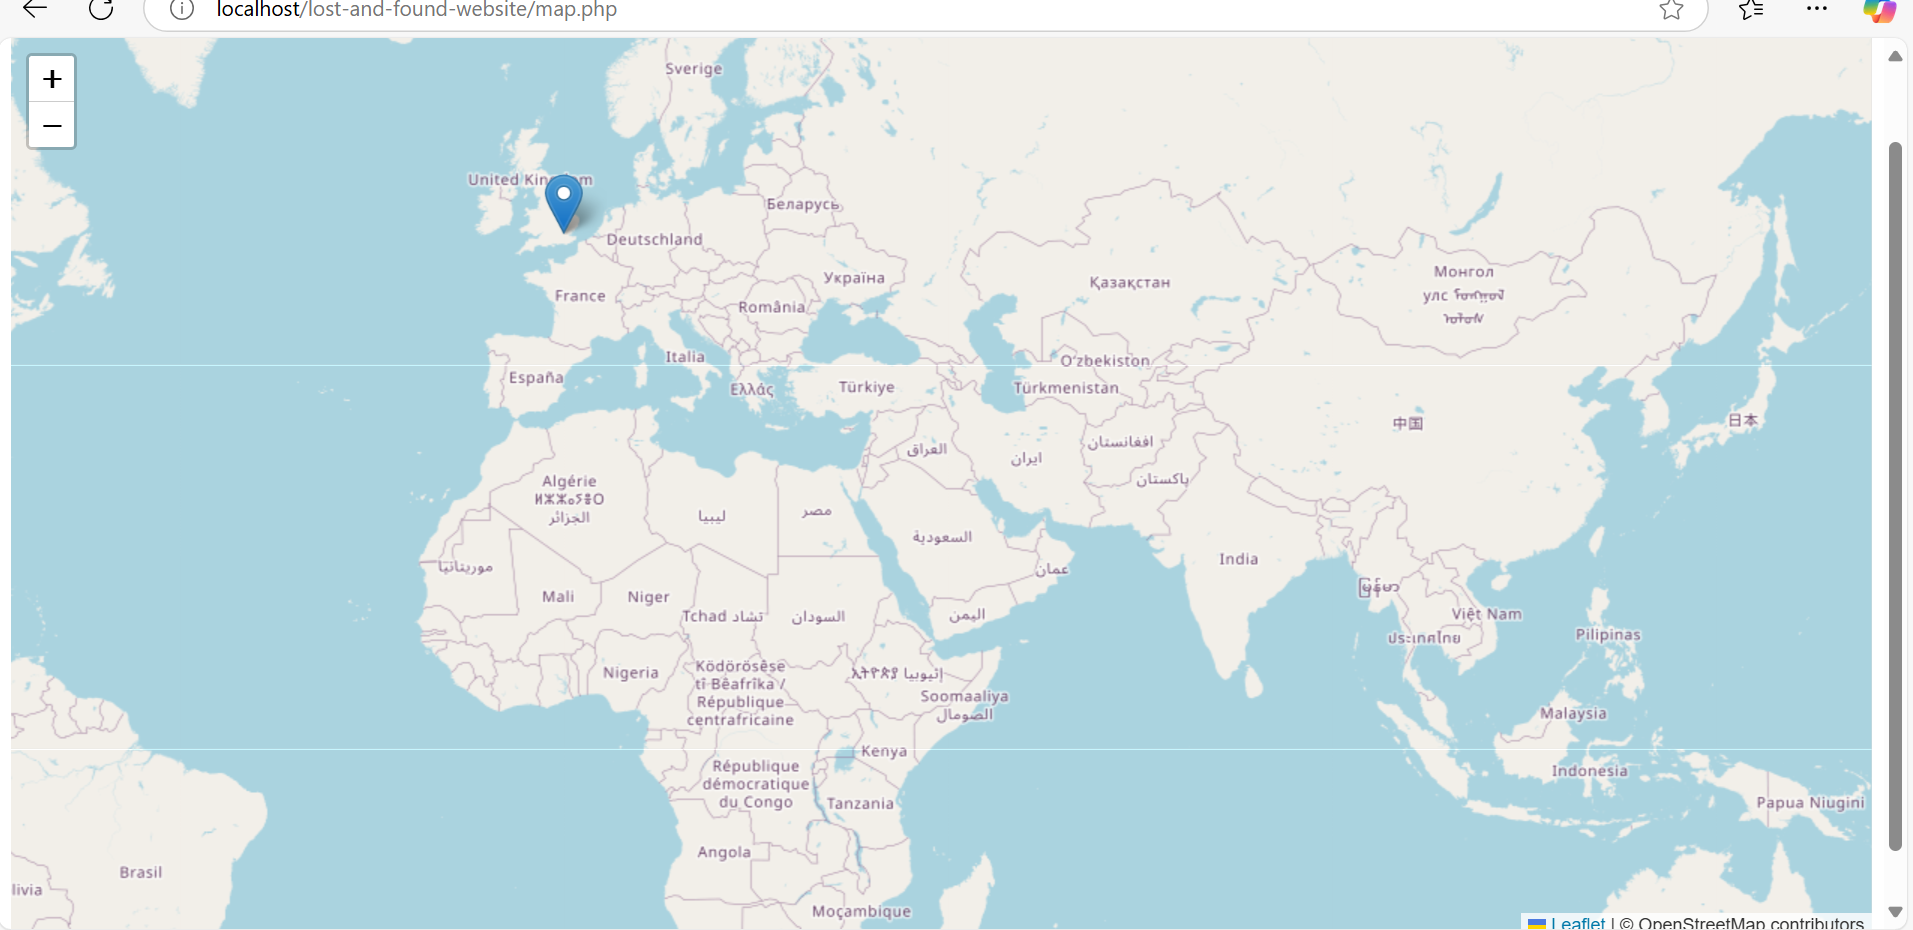 localhost/lost-and-found-website/map.php
+
−
Sverige
United Kin
m
Беларусь
Deutschland
Україна
France
România
Қазақстан
Монгол
улс
Italia
O‘zbekiston
España
Ελλάς
Türkiye
Türkmenistan
中国
日本
افغانستان
العراق
ایران
پاکستان
Algérie
ⵍⵣⵣⴰⵢⴻⵔ
الجزائر
ليبيا
مصر
السعودية
India
موريتانيا
عمان
Mali
Niger
Tchad تشاد
السودان
اليمن
မြန်မာ
Việt Nam
ประเทศไทย
Pilipinas
Nigeria
Ködörösêse
tî Bêafrîka /
République
centrafricaine
Soomaaliya
الصومال
Malaysia
Kenya
République
démocratique
du Congo
Indonesia
Tanzania
Papua Niugini
Angola
Brasil
livia
Moçambique
Leaflet | © OpenStreetMap contributors